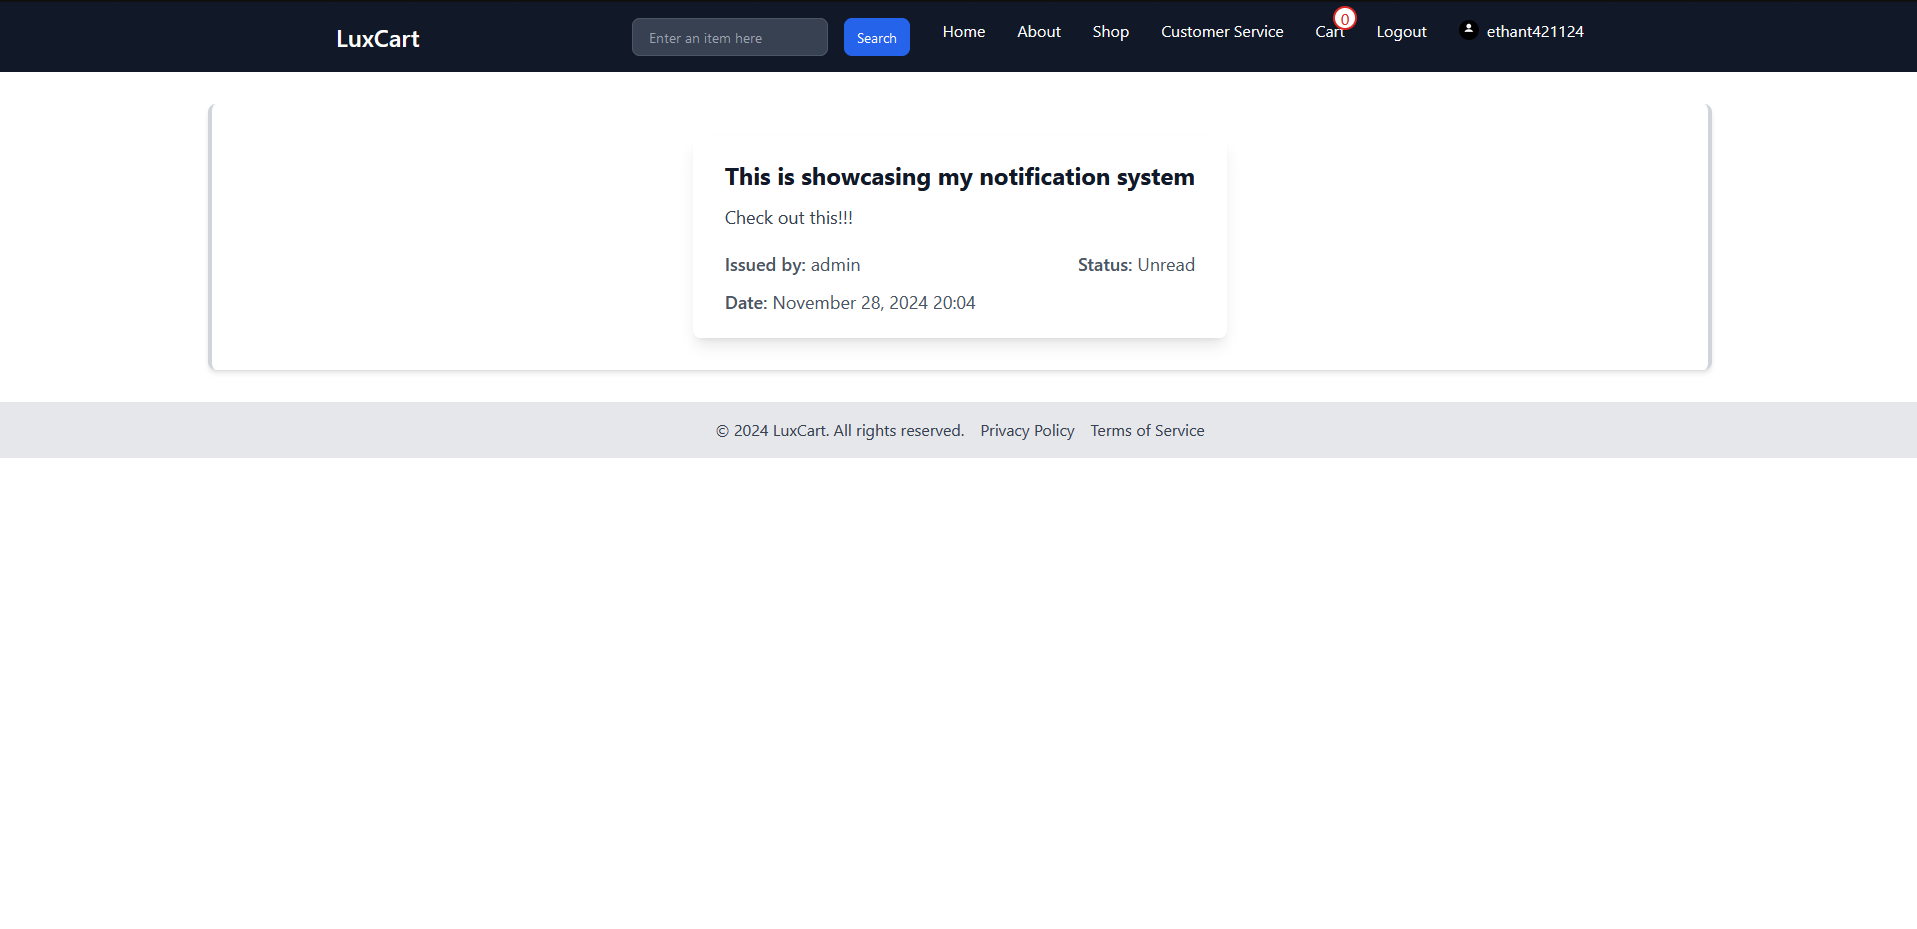 LuxCart
Enter an item here
Search
Home
About
Shop
Customer Service
Cart
0
Logout
ethant421124
This is showcasing my notification system
Check out this!!!
Issued by: admin
Status: Unread
Date: November 28, 2024 20:04
© 2024 LuxCart. All rights reserved. Privacy Policy Terms of Service